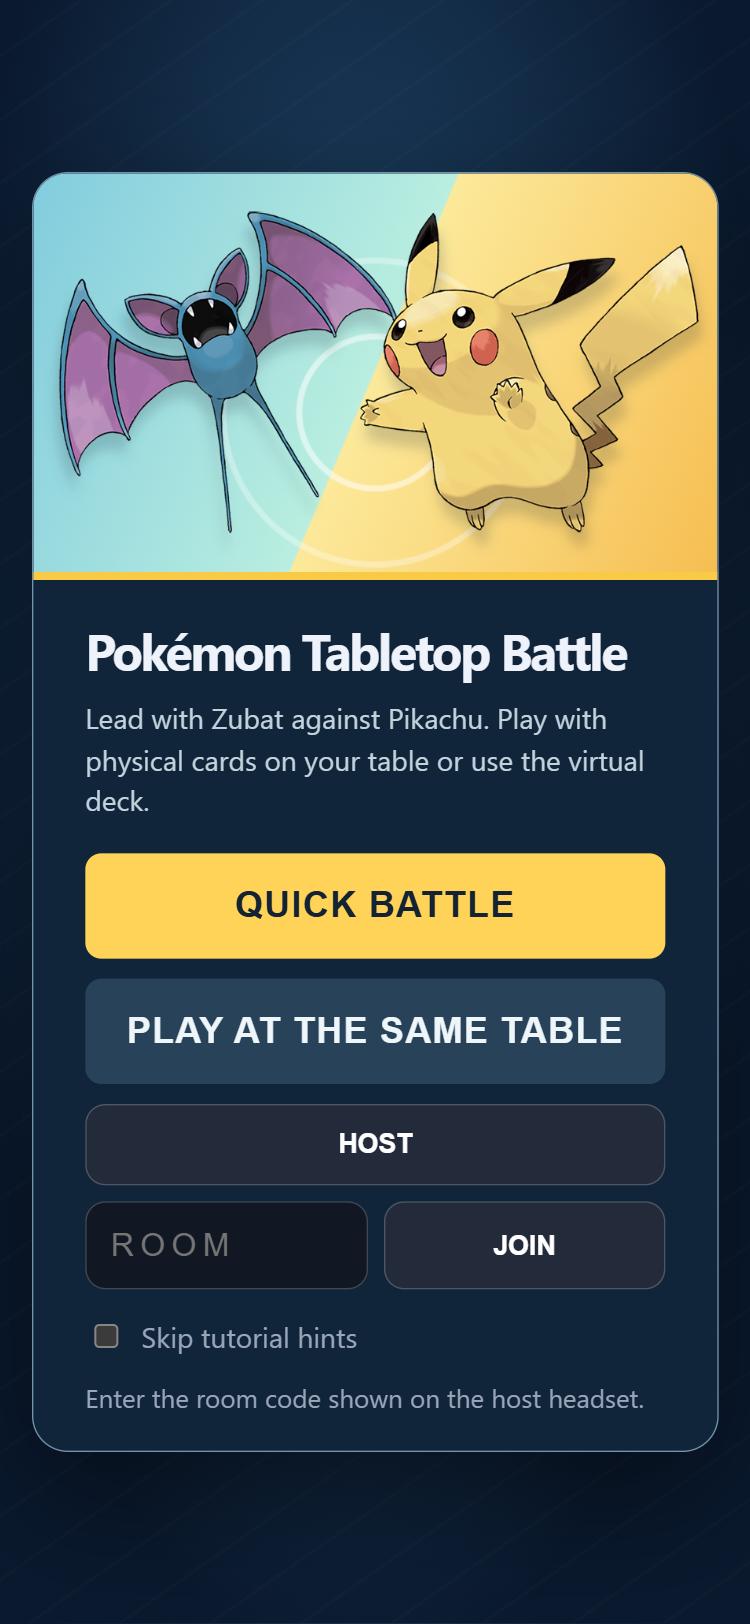 Pokémon Tabletop Battle
Lead with Zubat against Pikachu. Play with
physical cards on your table or use the virtual
deck.
QUICK BATTLE
PLAY AT THE SAME TABLE
HOST
ROOM
JOIN
Skip tutorial hints
Enter the room code shown on the host headset.